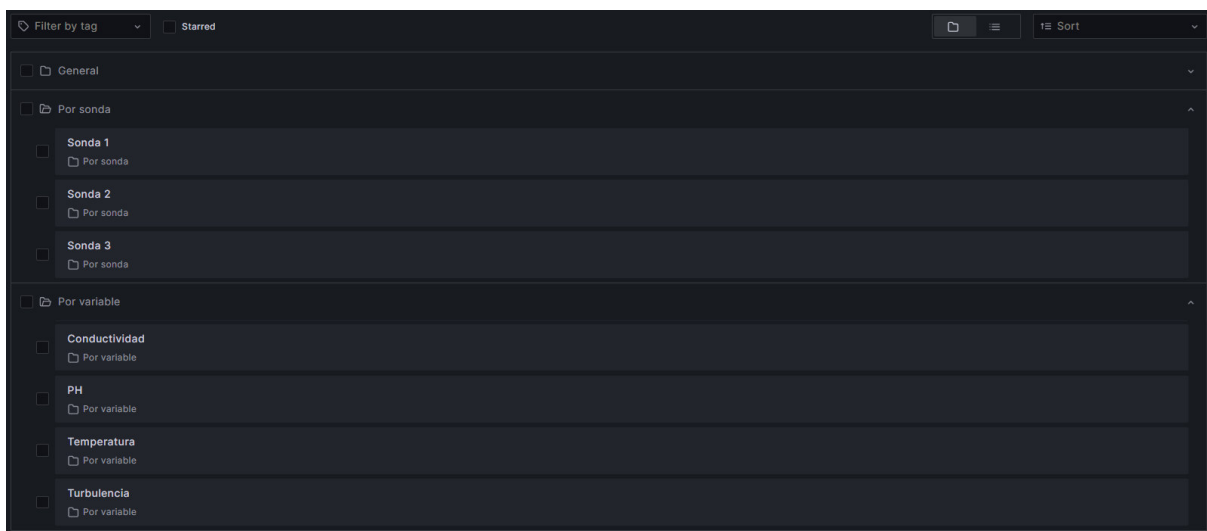 Filter by tag
Starred
Sort
General
Por sonda
Sonda 1
Por sonda
Sonda 2
Por sonda
Sonda 3
Por sonda
Por variable
Conductividad
Por variable
PH
Por variable
Temperatura
Por variable
Turbulencia
Por variable